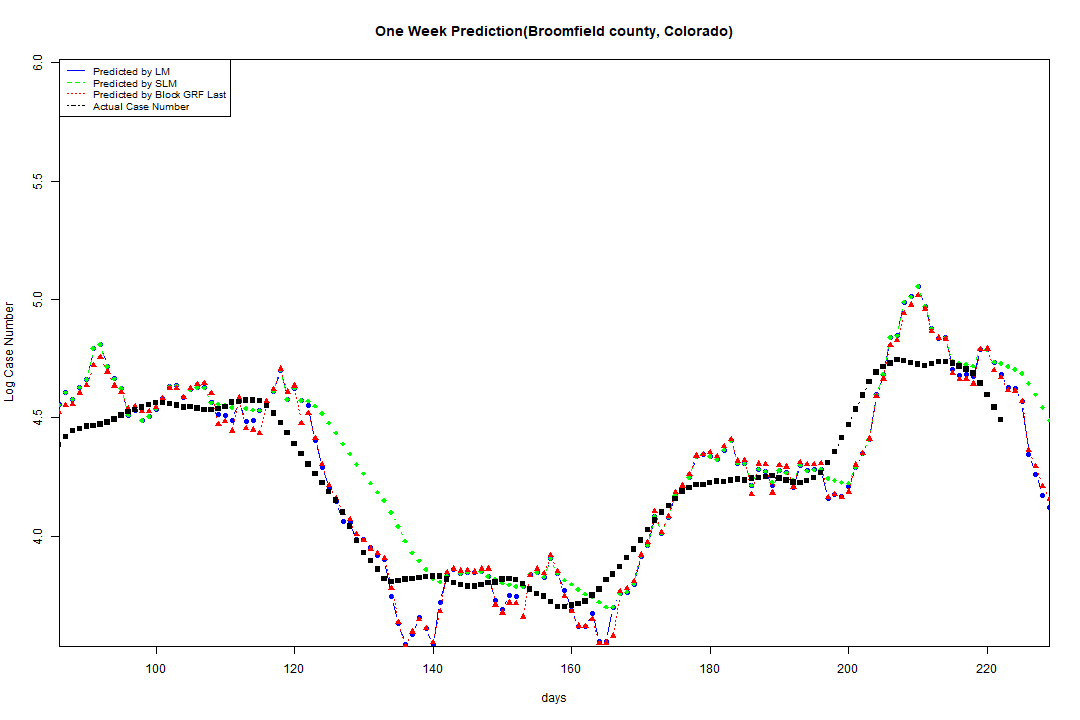 One Week Prediction(Broomfield county, Colorado)
Predicted by LM
Predicted by SLM
Predicted by Block GRF Last
Actual Case Number
Log Case Number
6.0
5.5
5.0
4.5
4.0
100 120 140 160 180 200 220
days